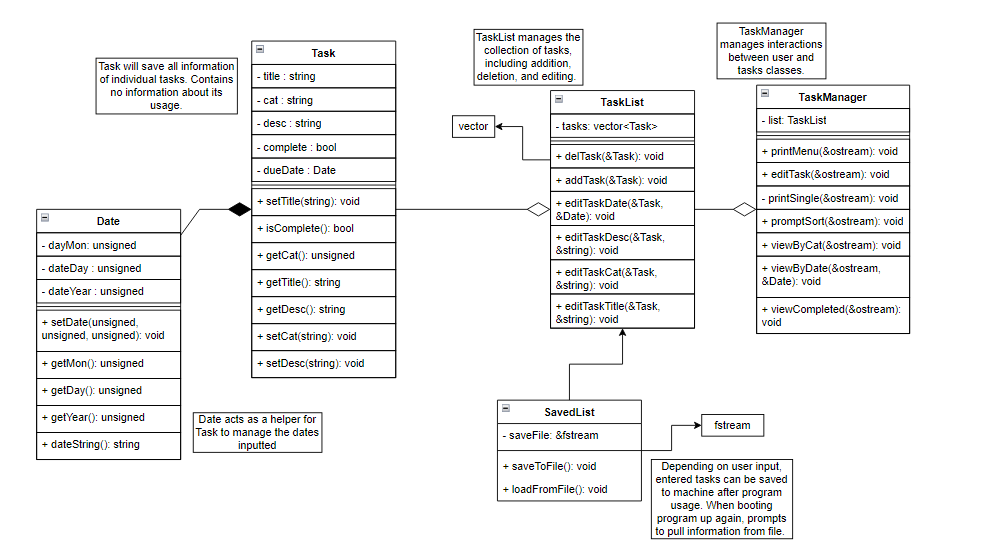 Task will save all information
of individual tasks. Contains
no information about its
usage.
Task
- title : string
- cat : string
- desc : string
- complete : bool
- dueDate : Date
+ setTitle(string): void
+ isComplete(): bool
+ getCat(): unsigned
+ getTitle(): string
+ getDesc(): string
+ setCat(string): void
+ setDesc(string): void
Date
- dayMon: unsigned
- dateDay : unsigned
- dateYear : unsigned
+ setDate(unsigned,
unsigned, unsigned): void
+ getMon(): unsigned
+ getDay(): unsigned
+ getYear(): unsigned
+ dateString(): string
Date acts as a helper for
Task to manage the dates
inputted
TaskList manages the
collection of tasks,
including addition,
deletion, and editing.
vector
TaskList
- tasks: vector<Task>
+ delTask(&Task): void
+ addTask(&Task): void
+ editTaskDate(&Task,
&Date): void
+ editTaskDesc(&Task,
&string): void
+ editTaskCat(&Task,
&string): void
+ editTaskTitle(&Task,
&string): void
TaskManager
manages interactions
between user and
tasks classes.
TaskManager
- list: TaskList
+ printMenu(&ostream): void
+ editTask(&ostream): void
- printSingle(&ostream): void
+ promptSort(&ostream): void
+ viewByCat(&ostream): void
+ viewByDate(&ostream,
&Date): void
+ viewCompleted(&ostream):
void
SavedList
- saveFile: &fstream
+ saveToFile(): void
+ loadFromFile(): void
fstream
Depending on user input,
entered tasks can be saved
to machine after program
usage. When booting
program up again, prompts
to pull information from file.